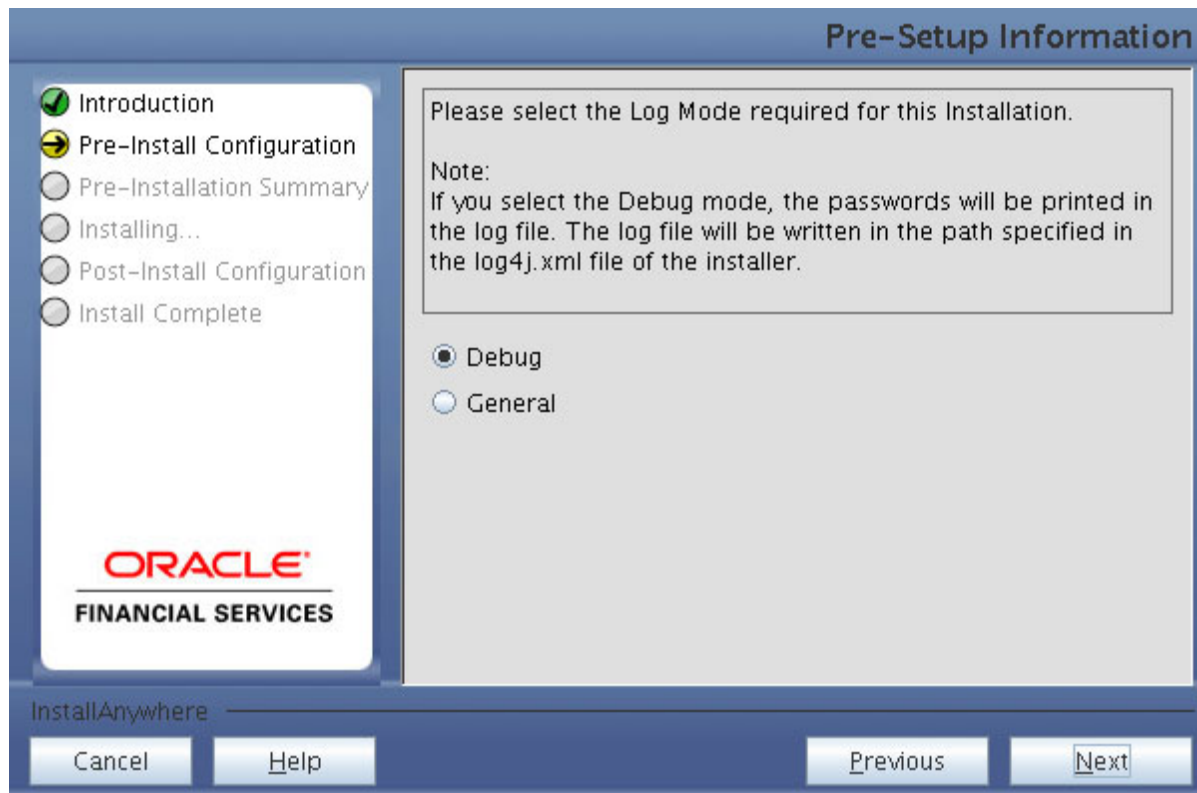 Pre-Setup Information
Introduction
Pre-Install Configuration
Pre-Installation Summary
Installing...
Post-Install Configuration
Install Complete
ORACLE
FINANCIAL SERVICES
Please select the Log Mode required for this Installation.
Note:
If you select the Debug mode, the passwords will be printed in
the log file. The log file will be written in the path specified in
the log4j.xml file of the installer.
Debug
General
InstallAnywhere
Cancel
Help
Previous
Next